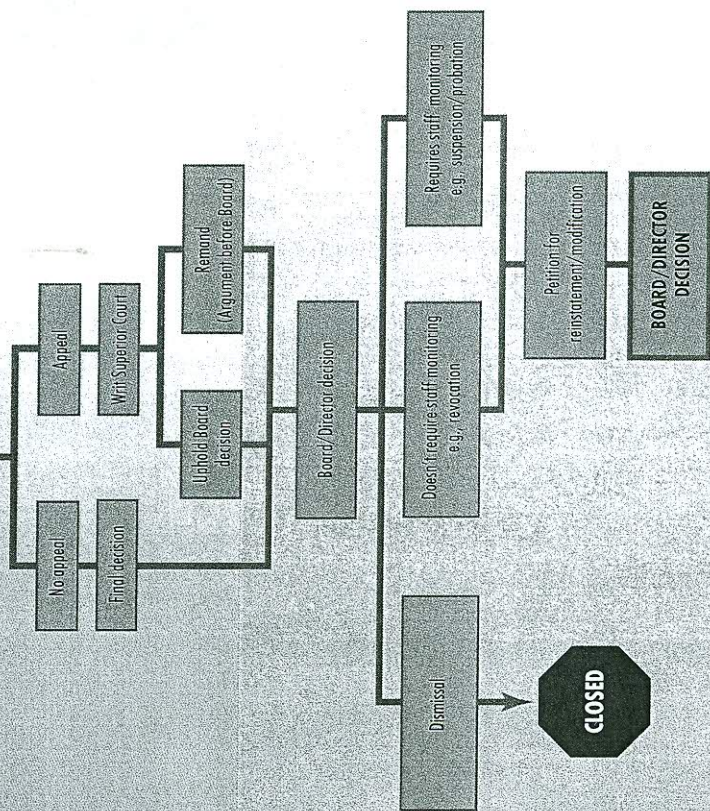 No appeal
Appeal
Final decision
Writ Superior Court
Uphold Board
decision
Remand
(Argument before Board)
Board/Director decision
Dismissal
Doesn't require staff monitoring
e.g., revocation
Requires staff monitoring
e.g., suspension/probation
CLOSED
Petition for
reinstatement/modification
BOARD/DIRECTOR
DECISION